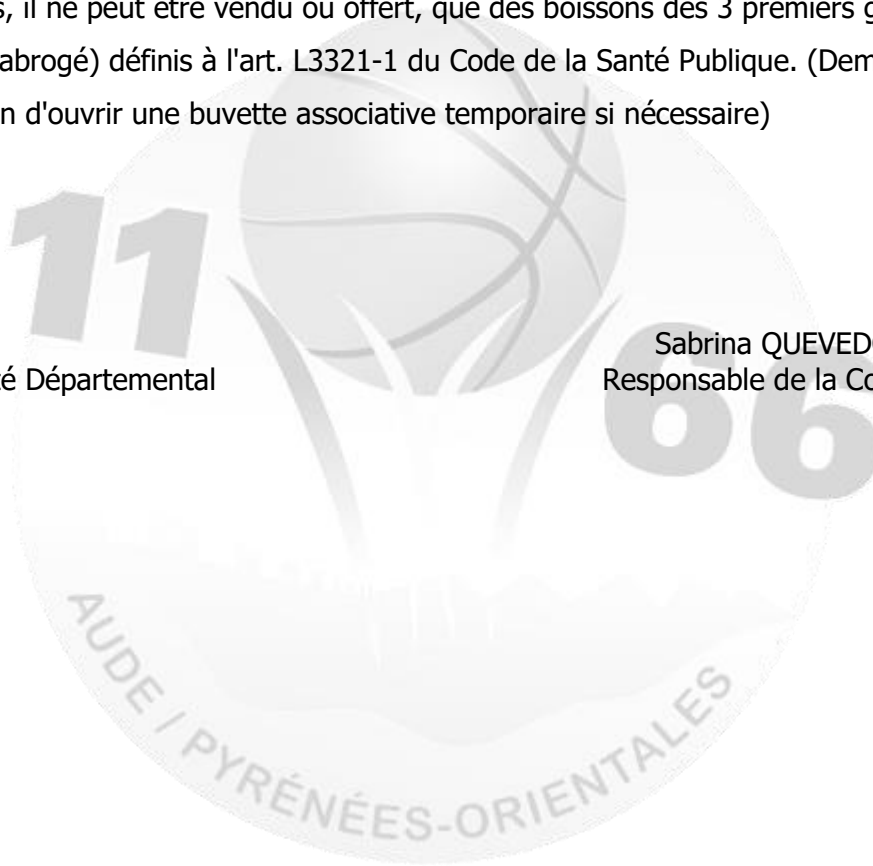 s, il ne peut être vendu ou offert, que des boissons des 3 premiers g
abrogé) définis à l'art. L3321-1 du Code de la Santé Publique. (Dem
n d'ouvrir une buvette associative temporaire si nécessaire)
11
Sabrina QUEVED
té Départemental Responsable de la Co
66
AUDE / PYRÉNÉES-ORIENTALES